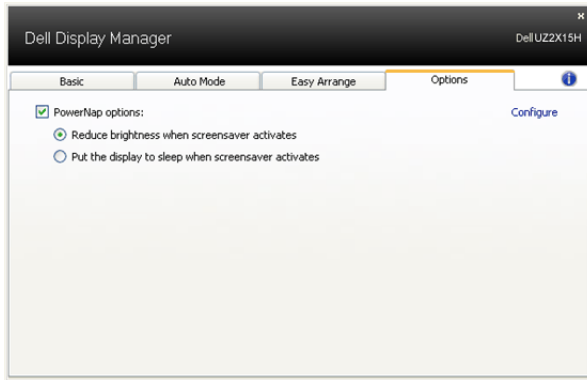 Dell Display Manager
Dell UZ2X15H
Basic
Auto Mode
Easy Arrange
Options
PowerNap options:
Configure
Reduce brightness when screensaver activates
Put the display to sleep when screensaver activates